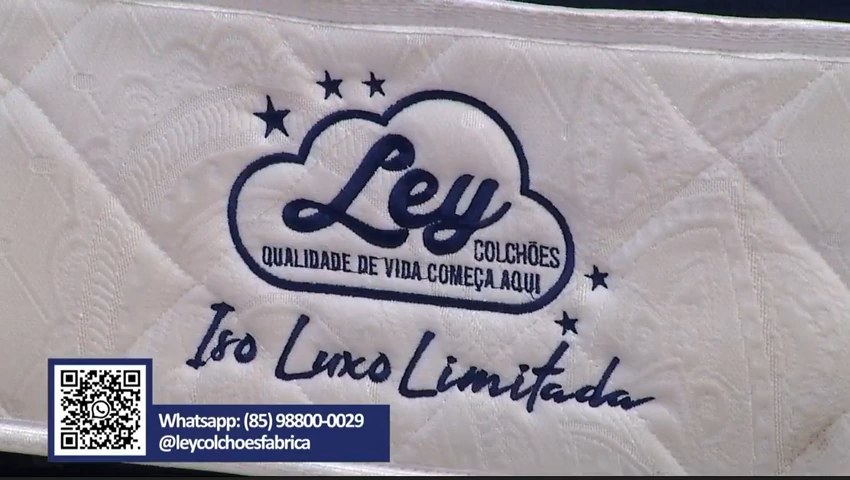 Ley
COLCHÕES
QUALIDADE DE VIDA COMEÇA AQUI
Iso Luxo Limitada
Whatsapp: (85) 98800-0029
@leycolchoesfabrica